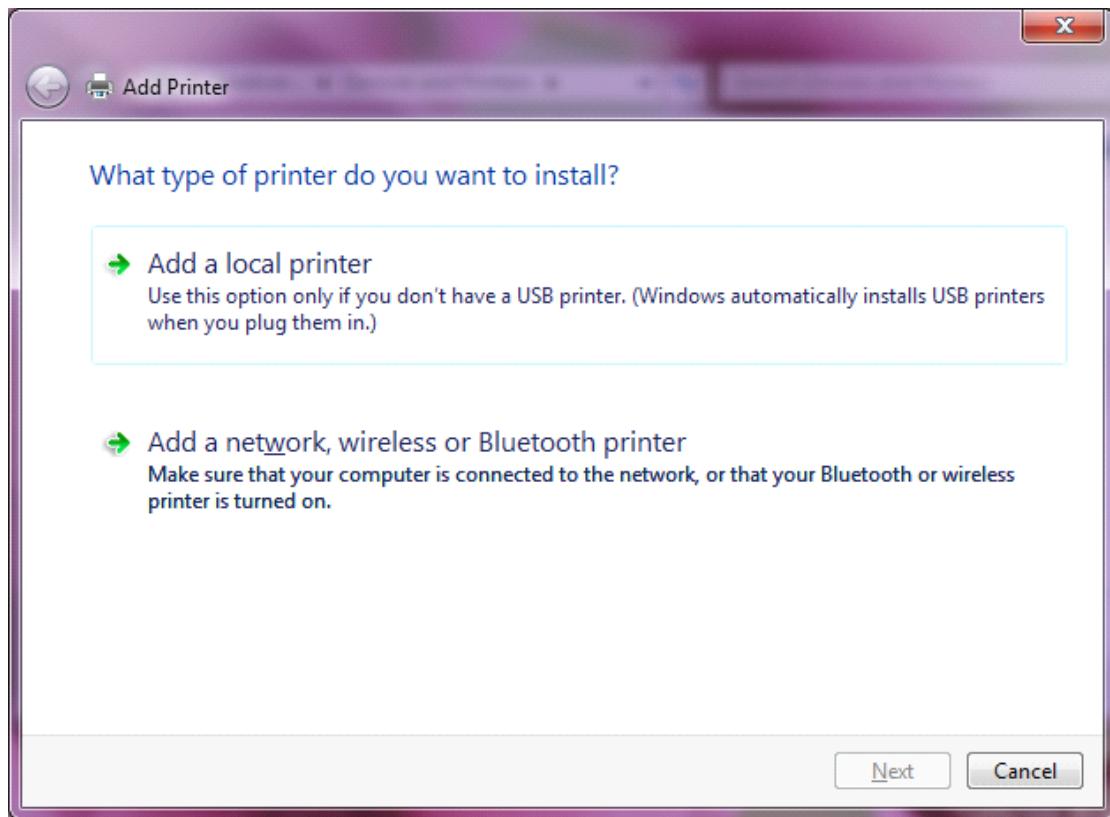 Add Printer
What type of printer do you want to install?
Add a local printer
Use this option only if you don't have a USB printer. (Windows automatically installs USB printers
when you plug them in.)
Add a network, wireless or Bluetooth printer
Make sure that your computer is connected to the network, or that your Bluetooth or wireless
printer is turned on.
Next
Cancel